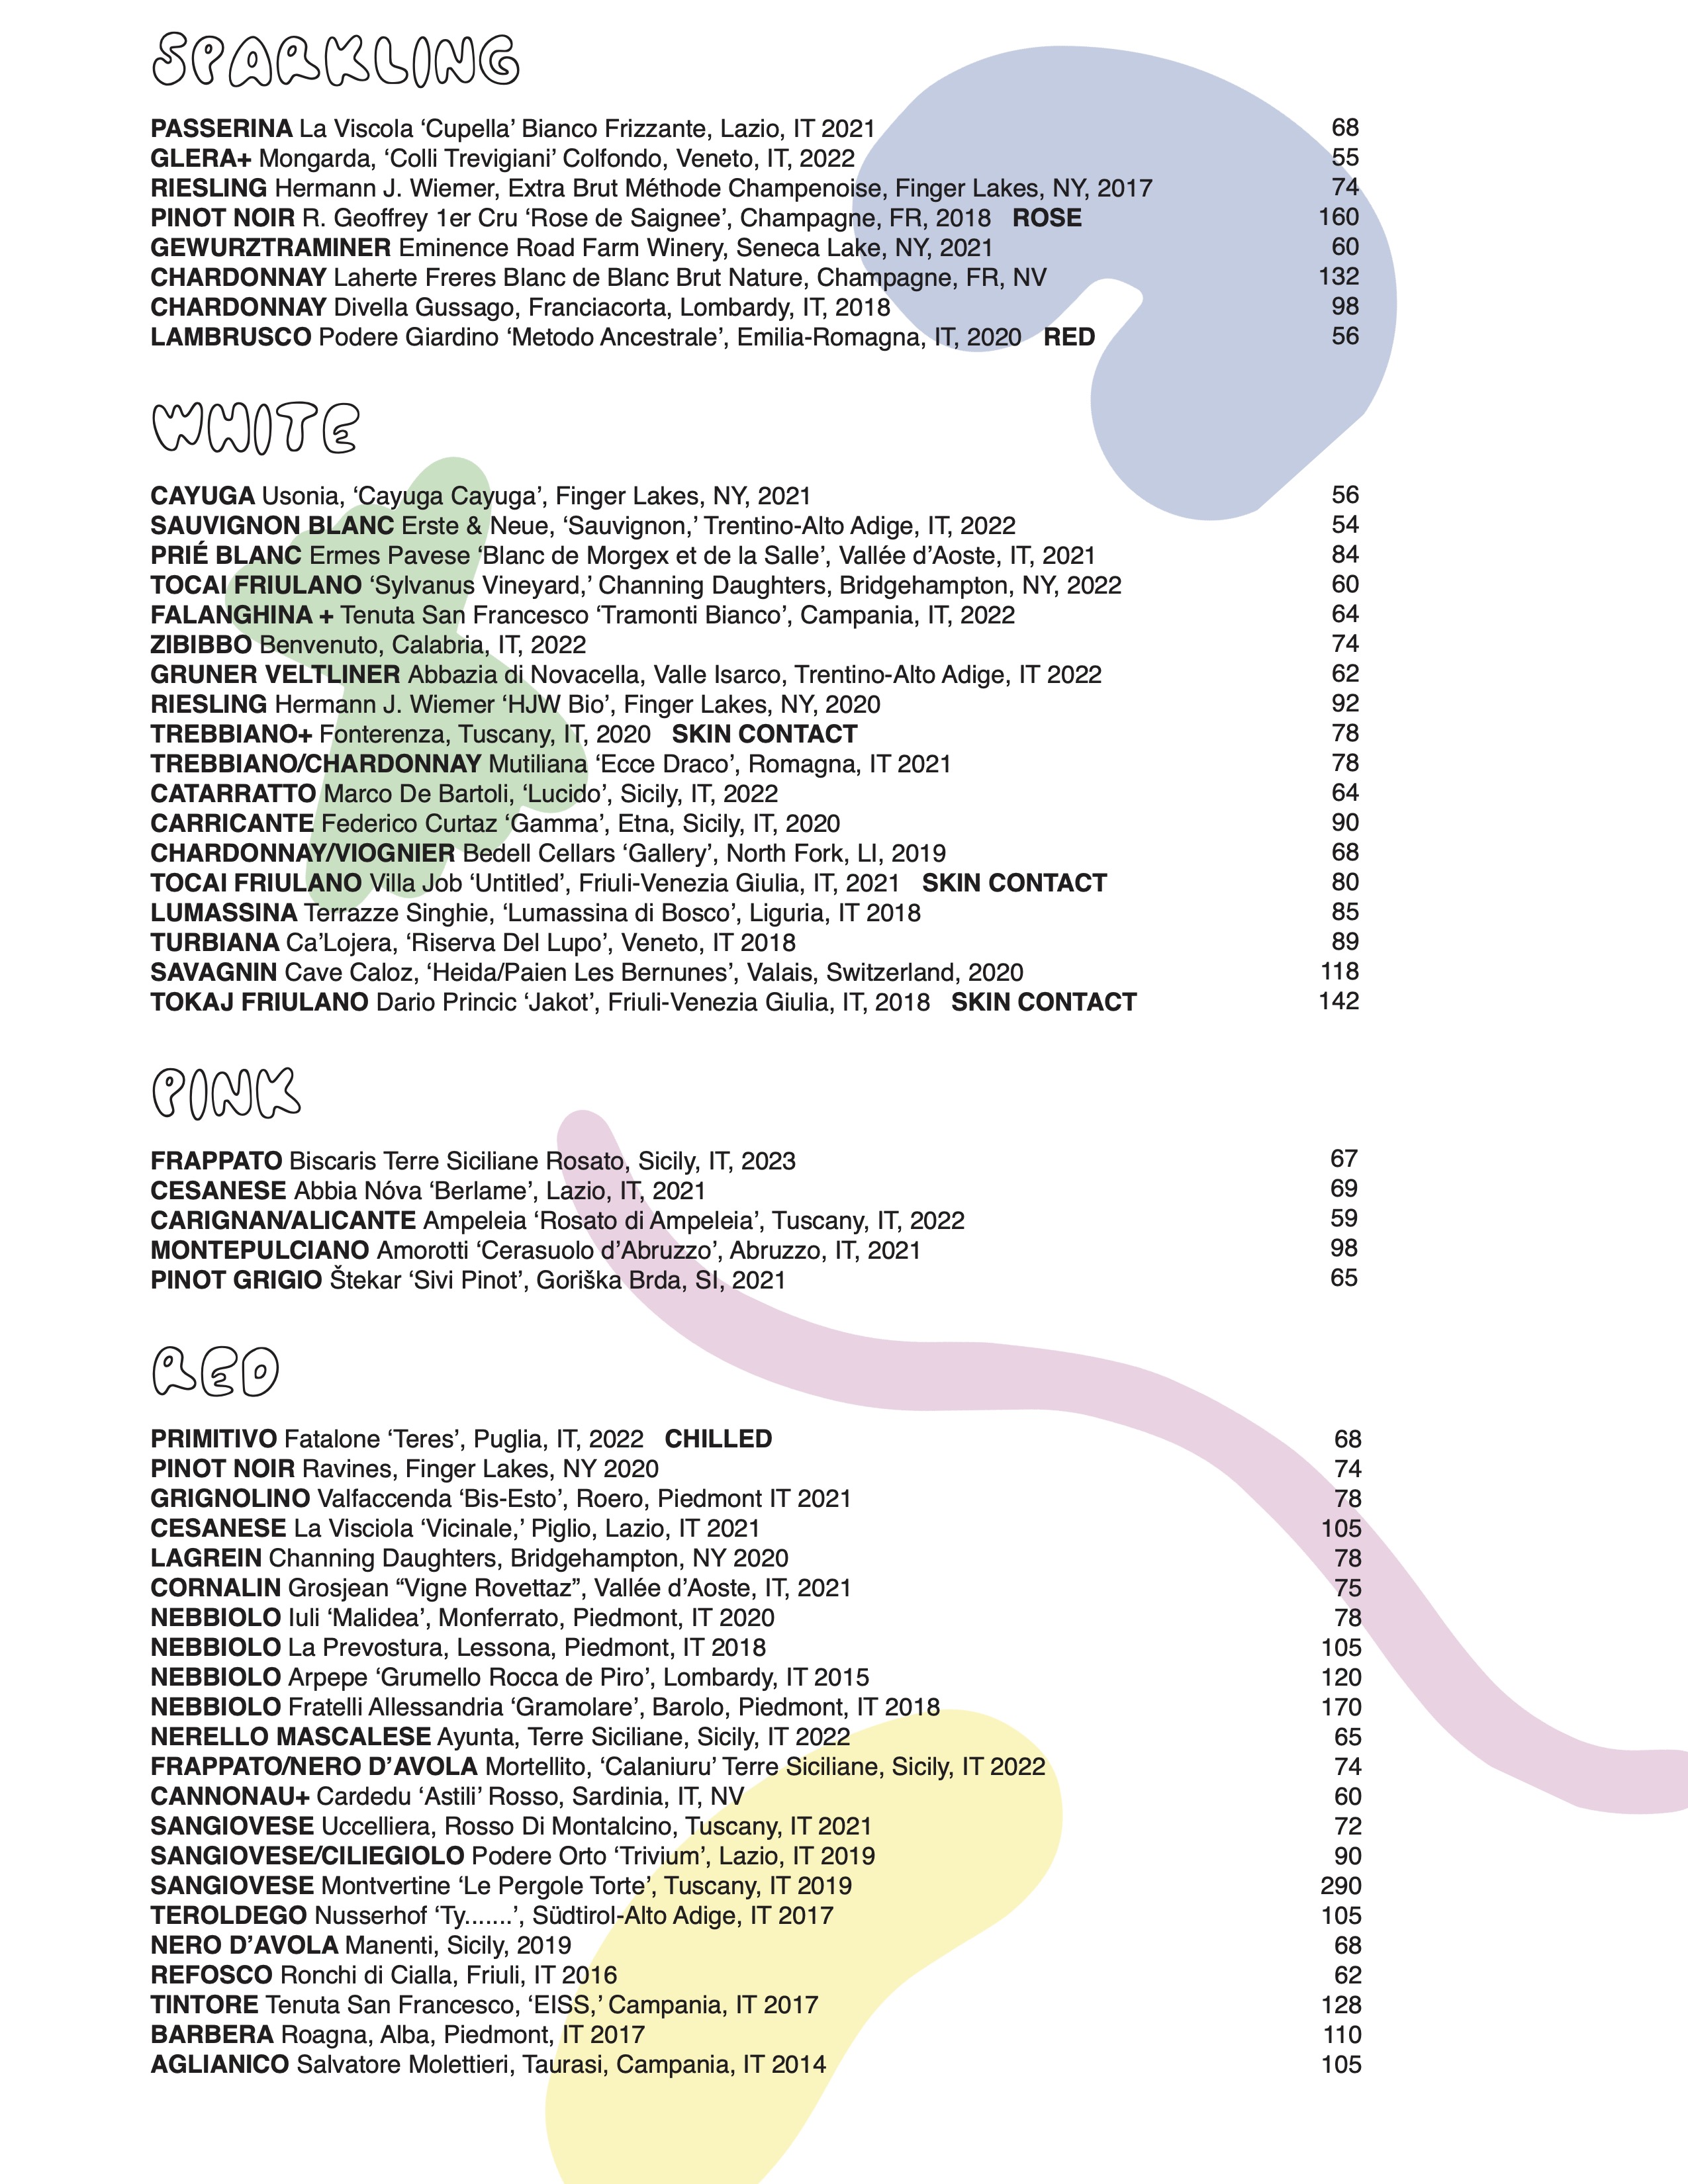 SPARKLING
PASSERINA La Viscola ‘Cupella’ Bianco Frizzante, Lazio, IT 2021 68
GLERA+ Mongarda, ‘Colli Trevigiani’ Colfondo, Veneto, IT, 2022 55
RIESLING Hermann J. Wiemer, Extra Brut Méthode Champenoise, Finger Lakes, NY, 2017 74
PINOT NOIR R. Geoffrey 1er Cru ‘Rose de Saignee’, Champagne, FR, 2018 ROSE 160
GEWURZTRAMINER Eminence Road Farm Winery, Seneca Lake, NY, 2021 60
CHARDONNAY Laherte Freres Blanc de Blanc Brut Nature, Champagne, FR, NV 132
CHARDONNAY Divella Gussago, Franciacorta, Lombardy, IT, 2018 98
LAMBRUSCO Podere Giardino ‘Metodo Ancestrale’, Emilia-Romagna, IT, 2020 RED 56
WHITE
CAYUGA Usonia, ‘Cayuga Cayuga’, Finger Lakes, NY, 2021 56
SAUVIGNON BLANC Erste & Neue, ‘Sauvignon,’ Trentino-Alto Adige, IT, 2022 54
PRIÉ BLANC Ermes Pavese ‘Blanc de Morgex et de la Salle’, Vallée d’Aoste, IT, 2021 84
TOCAI FRIULANO ‘Sylvanus Vineyard,’ Channing Daughters, Bridgehampton, NY, 2022 60
FALANGHINA + Tenuta San Francesco ‘Tramonti Bianco’, Campania, IT, 2022 64
ZIBIBBO Benvenuto, Calabria, IT, 2022 74
GRUNER VELTLINER Abbazia di Novacella, Valle Isarco, Trentino-Alto Adige, IT 2022 62
RIESLING Hermann J. Wiemer ‘HJW Bio’, Finger Lakes, NY, 2020 92
TREBBIANO+ Fonterenza, Tuscany, IT, 2020 SKIN CONTACT 78
TREBBIANO/CHARDONNAY Mutiliana ‘Ecce Draco’, Romagna, IT 2021 78
CATARRATTO Marco De Bartoli, ‘Lucido’, Sicily, IT, 2022 64
CARRICANTE Federico Curtaz ‘Gamma’, Etna, Sicily, IT, 2020 90
CHARDONNAY/VIOGNIER Bedell Cellars ‘Gallery’, North Fork, LI, 2019 68
TOCAI FRIULANO Villa Job ‘Untitled’, Friuli-Venezia Giulia, IT, 2021 SKIN CONTACT 80
LUMASSINA Terrazze Singhie, ‘Lumassina di Bosco’, Liguria, IT 2018 85
TURBIANA Ca’Lojera, ‘Riserva Del Lupo’, Veneto, IT 2018 89
SAVAGNIN Cave Caloz, ‘Heida/Paien Les Bernunes’, Valais, Switzerland, 2020 118
TOKAJ FRIULANO Dario Princic ‘Jakot’, Friuli-Venezia Giulia, IT, 2018 SKIN CONTACT 142
PINK
FRAPPATO Biscaris Terre Siciliane Rosato, Sicily, IT, 2023 67
CESANESE Abbia Nóva ‘Berlame’, Lazio, IT, 2021 69
CARIGNAN/ALICANTE Ampeleia ‘Rosato di Ampeleia’, Tuscany, IT, 2022 59
MONTEPULCIANO Amorotti ‘Cerasuolo d’Abruzzo’, Abruzzo, IT, 2021 98
PINOT GRIGIO Štekar ‘Sivi Pinot’, Goriška Brda, SI, 2021 65
RED
PRIMITIVO Fatalone ‘Teres’, Puglia, IT, 2022 CHILLED 68
PINOT NOIR Ravines, Finger Lakes, NY 2020 74
GRIGNOLINO Valfaccenda ‘Bis-Esto’, Roero, Piedmont IT 2021 78
CESANESE La Visciola ‘Vicinale,’ Piglio, Lazio, IT 2021 105
LAGREIN Channing Daughters, Bridgehampton, NY 2020 78
CORNALIN Grosjean “Vigne Rovettaz”, Vallée d’Aoste, IT, 2021 75
NEBBIOLO Iuli ‘Malidea’, Monferrato, Piedmont, IT 2020 78
NEBBIOLO La Prevostura, Lessona, Piedmont, IT 2018 105
NEBBIOLO Arpepe ‘Grumello Rocca de Piro’, Lombardy, IT 2015 120
NEBBIOLO Fratelli Allessandria ‘Gramolare’, Barolo, Piedmont, IT 2018 170
NERELLO MASCALESE Ayunta, Terre Siciliane, Sicily, IT 2022 65
FRAPPATO/NERO D’AVOLA Mortellito, ‘Calaniuru’ Terre Siciliane, Sicily, IT 2022 74
CANNONAU+ Cardedu ‘Astili’ Rosso, Sardinia, IT, NV 60
SANGIOVESE Uccelliera, Rosso Di Montalcino, Tuscany, IT 2021 72
SANGIOVESE/CILIEGIOLO Podere Orto ‘Trivium’, Lazio, IT 2019 90
SANGIOVESE Montvertine ‘Le Pergole Torte’, Tuscany, IT 2019 290
TEROLDEGO Nusserhof ‘Ty.......’, Südtirol-Alto Adige, IT 2017 105
NERO D’AVOLA Manenti, Sicily, 2019 68
REFOSCO Ronchi di Cialla, Friuli, IT 2016 62
TINTORE Tenuta San Francesco, ‘EISS,’ Campania, IT 2017 128
BARBERA Roagna, Alba, Piedmont, IT 2017 110
AGLIANICO Salvatore Molettieri, Taurasi, Campania, IT 2014 105